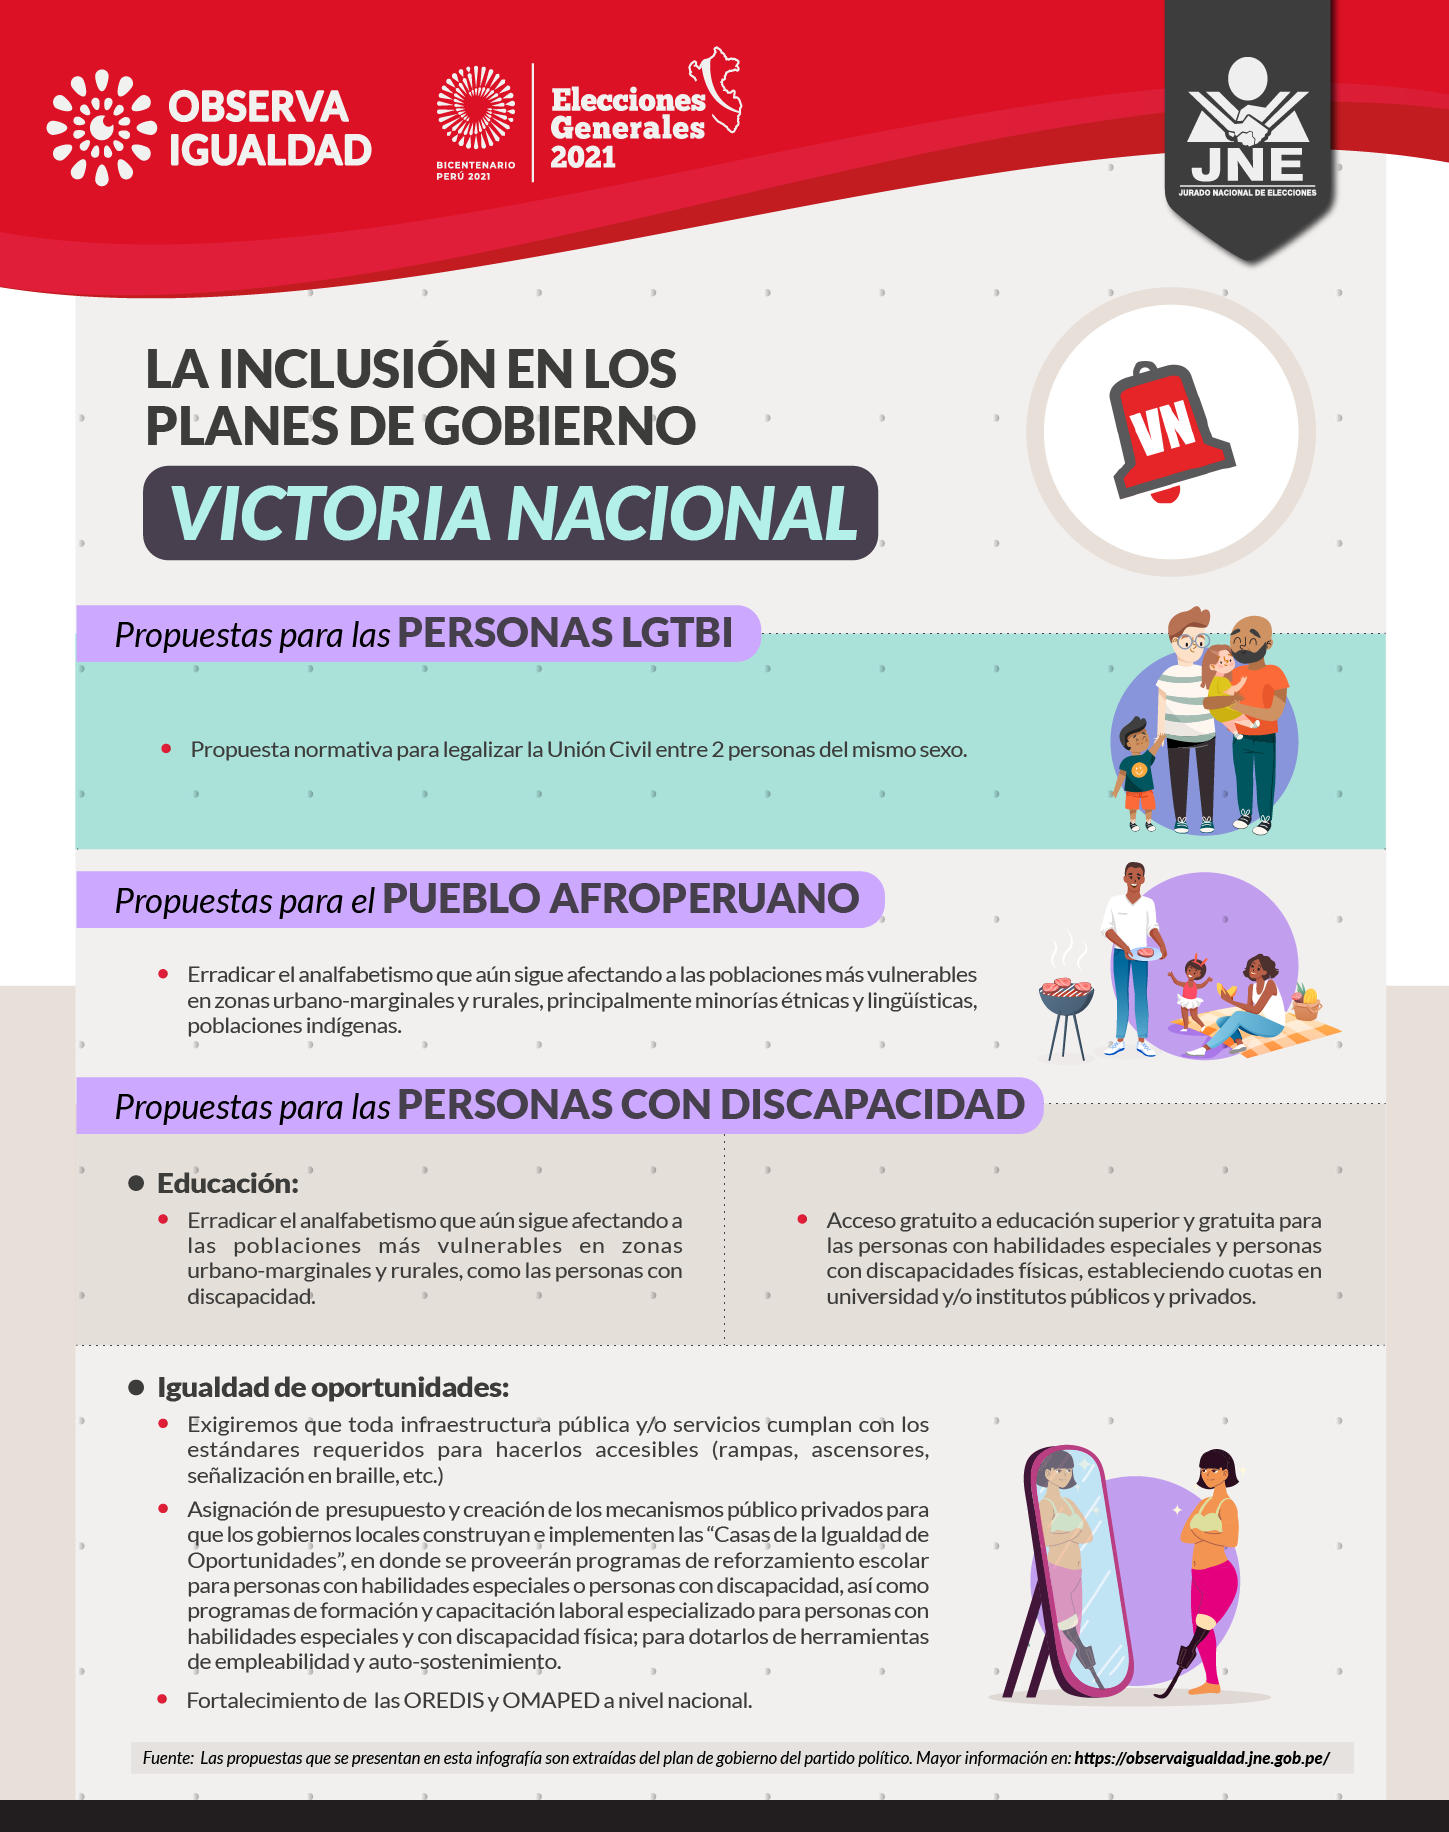 OBSERVA
IGUALDAD
BICENTENARIO
PERÚ 2021
Elecciones
Generales
2021
JNE
JURADO NACIONAL DE ELECCIONES
LA INCLUSIÓN EN LOS
PLANES DE GOBIERNO
VICTORIA NACIONAL
VN
Propuestas para las PERSONAS LGTBI
Propuesta normativa para legalizar la Unión Civil entre 2 personas del mismo sexo.
Propuestas para el PUEBLO AFROPERUANO
Erradicar el analfabetismo que aún sigue afectando a las poblaciones más vulnerables
en zonas urbano-marginales y rurales, principalmente minorías étnicas y lingüísticas,
poblaciones indígenas.
Propuestas para las PERSONAS CON DISCAPACIDAD
Educación:
Erradicar el analfabetismo que aún sigue afectando a
las poblaciones más vulnerables en zonas
urbano-marginales y rurales, como las personas con
discapacidad.
Acceso gratuito a educación superior y gratuita para
las personas con habilidades especiales y personas
con discapacidades físicas, estableciendo cuotas en
universidad y/o institutos públicos y privados.
Igualdad de oportunidades:
Exigiremos que toda infraestructura pública y/o servicios cumplan con los
estándares requeridos para hacerlos accesibles (rampas, ascensores,
señalización en braille, etc.)
Asignación de presupuesto y creación de los mecanismos público privados para
que los gobiernos locales construyan e implementen las “Casas de la Igualdad de
Oportunidades”, en donde se proveerán programas de reforzamiento escolar
para personas con habilidades especiales o personas con discapacidad, así como
programas de formación y capacitación laboral especializado para personas con
habilidades especiales y con discapacidad física; para dotarlos de herramientas
de empleabilidad y auto-sostenimiento.
Fortalecimiento de las OREDIS y OMAPED a nivel nacional.
Fuente: Las propuestas que se presentan en esta infografía son extraídas del plan de gobierno del partido político. Mayor información en: https://observaigualdad.jne.gob.pe/